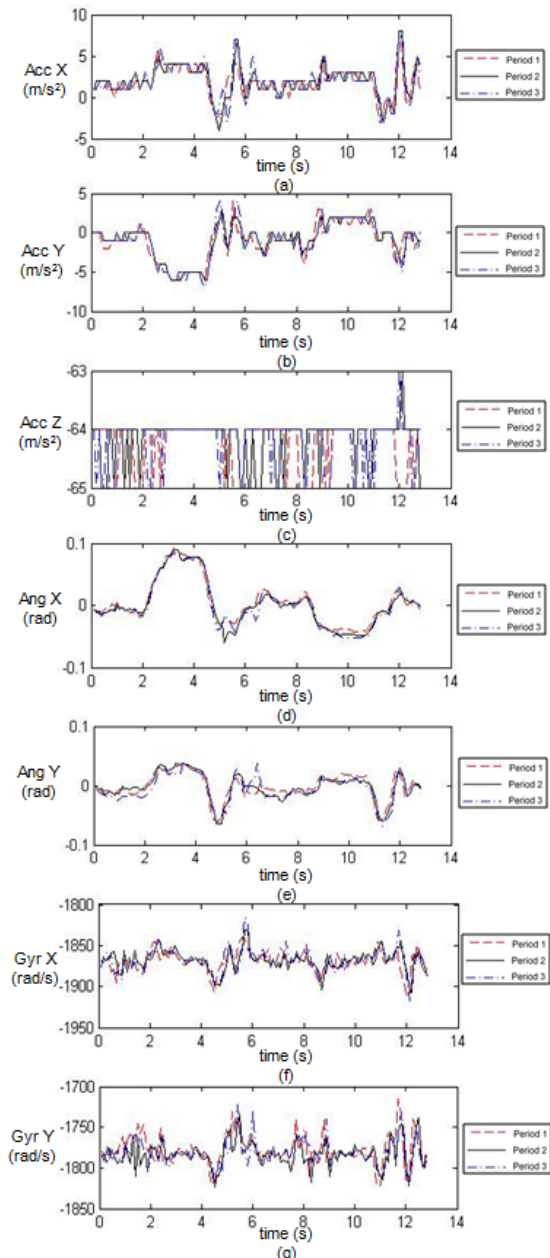 10
Acc X
(m/s²)
5
0
-5
0 2 4 6 8 10 12 14
time (s)
(a)
Period 1
Period 2
Period 3
5
Acc Y
(m/s²)
0
-5
-10
0 2 4 6 8 10 12 14
time (s)
(b)
Period 1
Period 2
Period 3
-63
Acc Z
(m/s²)
-64
-65
0 2 4 6 8 10 12 14
time (s)
(c)
Period 1
Period 2
Period 3
0.1
Ang X
(rad)
0
-0.1
0 2 4 6 8 10 12 14
time (s)
(d)
Period 1
Period 2
Period 3
0.1
Ang Y
(rad)
0
-0.1
0 2 4 6 8 10 12 14
time (s)
(e)
Period 1
Period 2
Period 3
-1800
Gyr X
(rad/s)
-1850
-1900
-1950
0 2 4 6 8 10 12 14
time (s)
(f)
Period 1
Period 2
Period 3
-1700
Gyr Y
(rad/s)
-1750
-1800
-1850
0 2 4 6 8 10 12 14
time (s)
(g)
Period 1
Period 2
Period 3